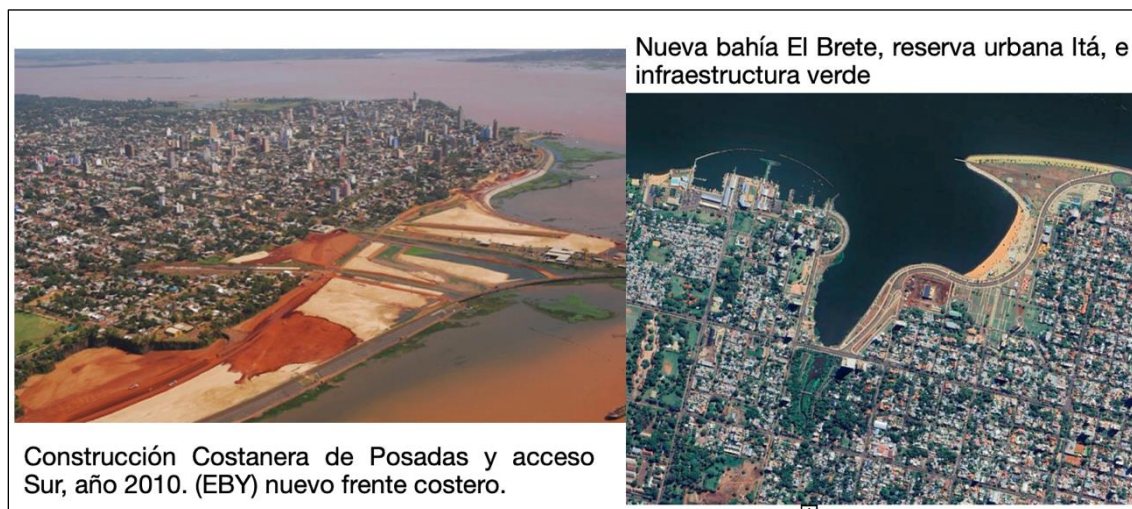 Nueva bahía El Brete, reserva urbana Itá, e
infraestructura verde
Construcción Costanera de Posadas y acceso
Sur, año 2010. (EBY) nuevo frente costero.